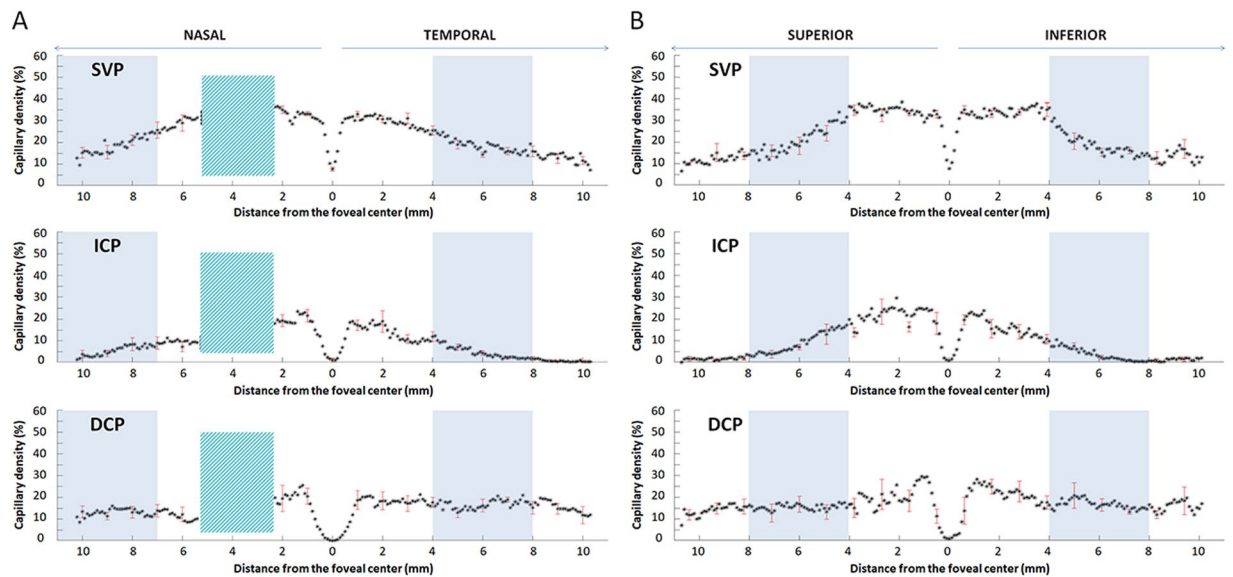 A
NASAL TEMPORAL
SVP
Capillary density (%)
60
50
40
30
20
10
0
10 8 6 4 2 0 2 4 6 8 10
Distance from the foveal center (mm)
ICP
Capillary density (%)
60
50
40
30
20
10
0
10 8 6 4 2 0 2 4 6 8 10
Distance from the foveal center (mm)
DCP
Capillary density (%)
60
50
40
30
20
10
0
10 8 6 4 2 0 2 4 6 8 10
Distance from the foveal center (mm)
B
SUPERIOR INFERIOR
SVP
Capillary density (%)
60
50
40
30
20
10
0
10 8 6 4 2 0 2 4 6 8 10
Distance from the foveal center (mm)
ICP
Capillary density (%)
60
50
40
30
20
10
0
10 8 6 4 2 0 2 4 6 8 10
Distance from the foveal center (mm)
DCP
Capillary density (%)
60
50
40
30
20
10
0
10 8 6 4 2 0 2 4 6 8 10
Distance from the foveal center (mm)